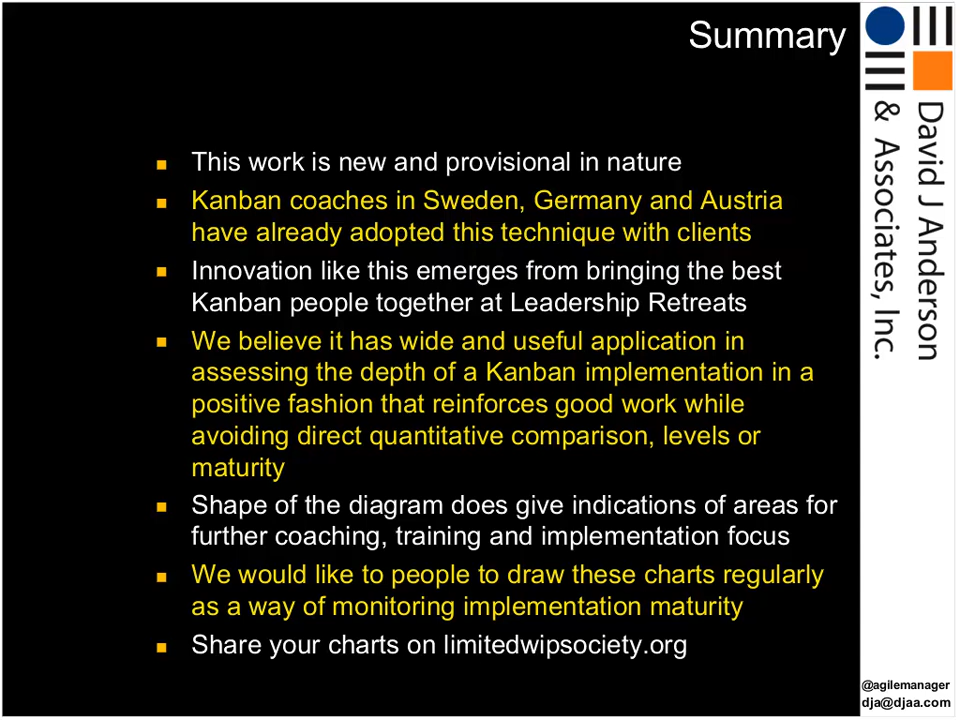 Summary
This work is new and provisional in nature
Kanban coaches in Sweden, Germany and Austria
have already adopted this technique with clients
Innovation like this emerges from bringing the best
Kanban people together at Leadership Retreats
We believe it has wide and useful application in
assessing the depth of a Kanban implementation in a
positive fashion that reinforces good work while
avoiding direct quantitative comparison, levels or
maturity
Shape of the diagram does give indications of areas for
further coaching, training and implementation focus
We would like to people to draw these charts regularly
as a way of monitoring implementation maturity
Share your charts on limitedwipsociety.org
David J Anderson
& Associates, Inc.
@agilemanager
dja@djaa.com